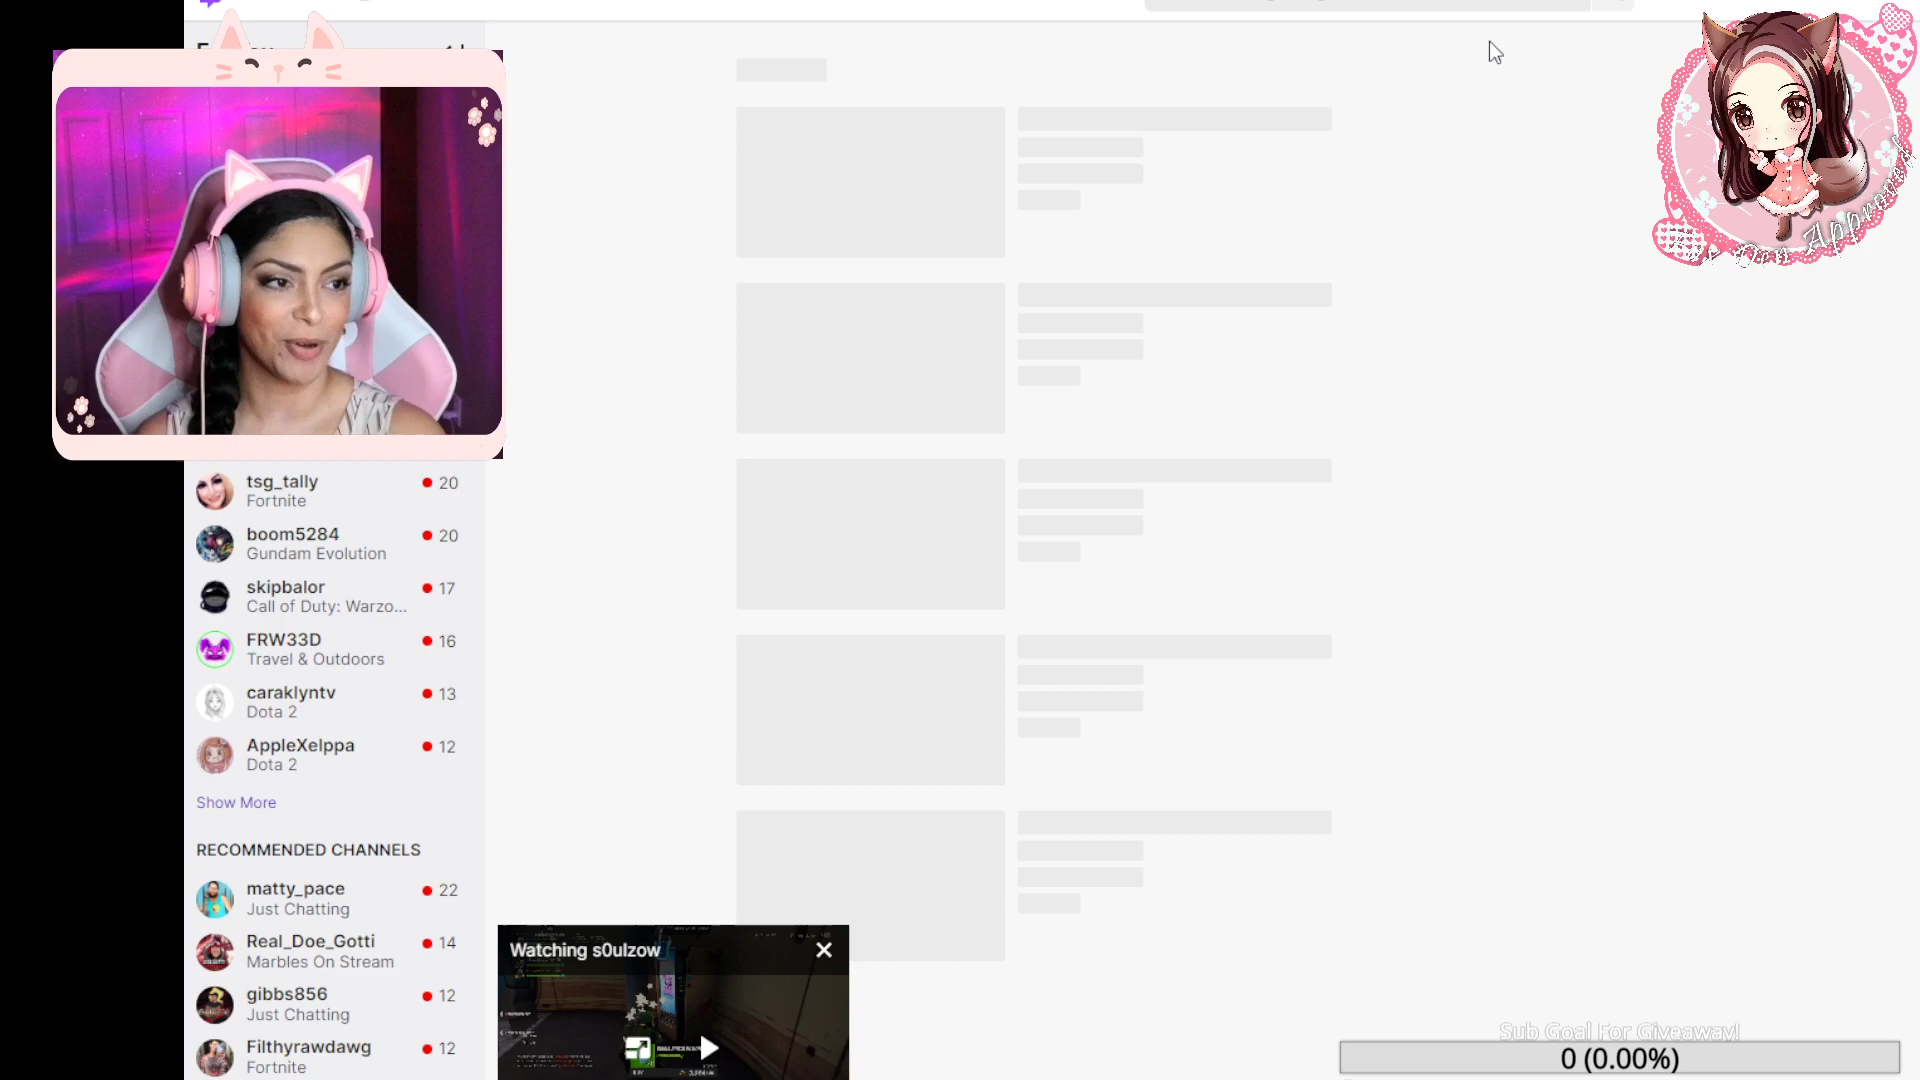 tsg_tally
20
Fortnite
boom5284
20
Gundam Evolution
skipbalor
17
Call of Duty: Warzo...
FRW33D
16
Travel & Outdoors
caraklyntv
13
Dota 2
AppleXelppa
12
Dota 2
Show More
RECOMMENDED CHANNELS
matty_pace
22
Just Chatting
Real_Doe_Gotti
14
Marbles On Stream
gibbs856
12
Just Chatting
Filthyrawdawg
12
Fortnite
Watching s0ulzow
Approved
Sub Goal For Giveaway!
0 (0.00%)